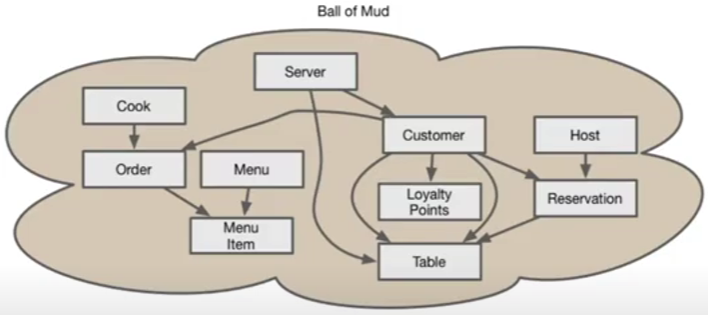 Ball of Mud
Server
Cook
Customer
Host
Order
Menu
Loyalty
Points
Reservation
Menu
Item
Table